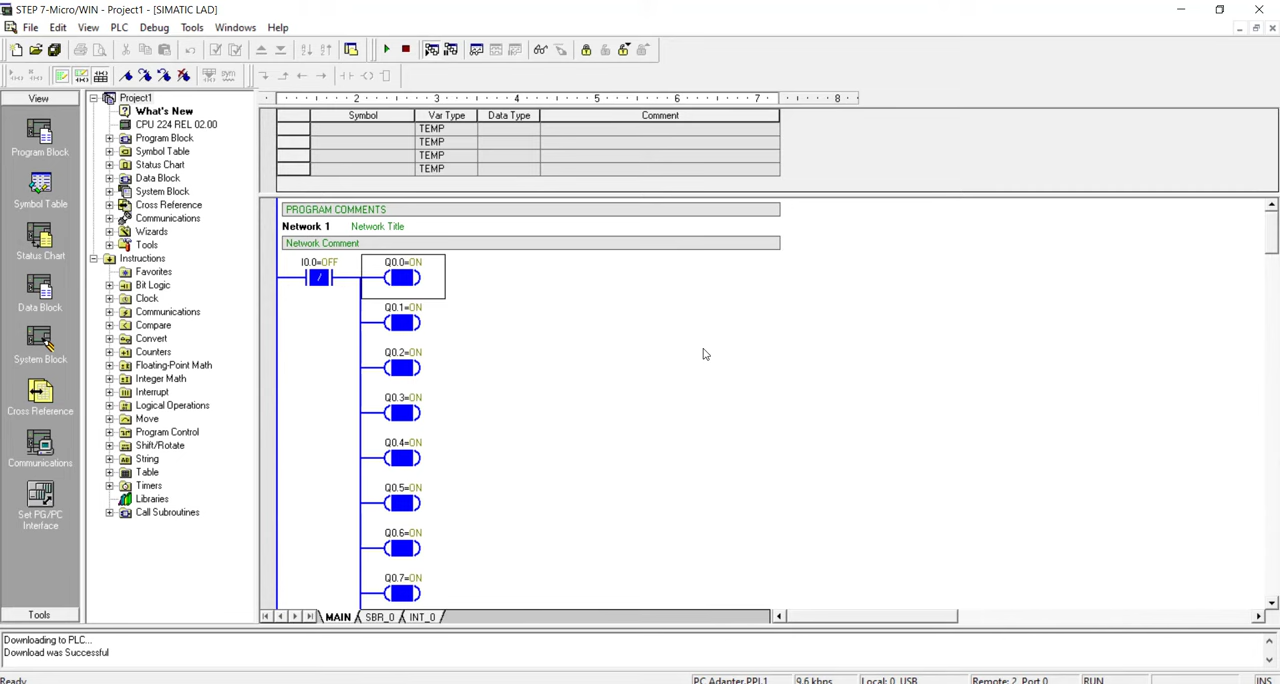 STEP 7-Micro/WIN - Project1 - [SIMATIC LAD]
File Edit View PLC Debug Tools Windows Help
View
Program Block
Symbol Table
Status Chart
Data Block
System Block
Cross Reference
Communications
Set PG/PC
Interface
Tools
Project1
What's New
CPU 224 REL 02.00
Program Block
Symbol Table
Status Chart
Data Block
System Block
Cross Reference
Communications
Wizards
Tools
Instructions
Favorites
Bit Logic
Clock
Communications
Compare
Convert
Counters
Floating-Point Math
Integer Math
Interrupt
Logical Operations
Move
Program Control
Shift/Rotate
String
Table
Timers
Libraries
Call Subroutines
2 3 4 5 6 7 8
Symbol Var Type Data Type Comment
TEMP
TEMP
TEMP
TEMP
PROGRAM COMMENTS
Network 1 Network Title
Network Comment
I0.0=OFF Q0.0=ON
Q0.1=ON
Q0.2=ON
Q0.3=ON
Q0.4=ON
Q0.5=ON
Q0.6=ON
Q0.7=ON
MAIN SBR_0 INT_0
Downloading to PLC...
Download was Successful
Ready PC Adapter.PPI.1 9.6 kbps Local: 0 USB Remote: 2 Port 0 RUN INS